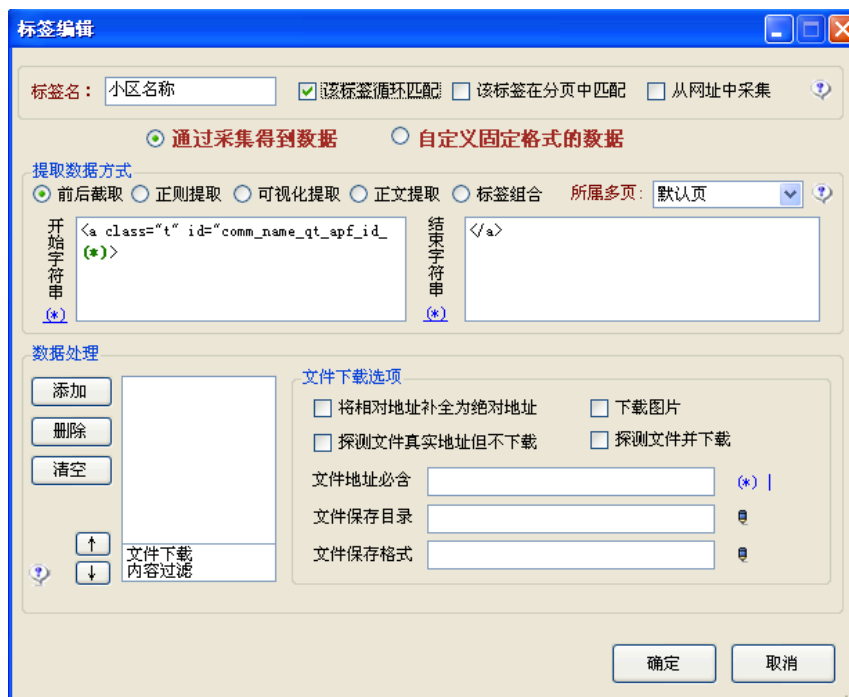 标签编辑
标签名： 小区名称 该标签循环匹配 该标签在分页中匹配 从网址中采集
通过采集得到数据 自定义固定格式的数据
提取数据方式
前后截取 正则提取 可视化提取 正文提取 标签组合 所属多页: 默认页
开始字符串
(*)
<a class="t" id="comm_name_qt_apf_id_
(*)>
结束字符串
(*)
</a>
数据处理
添加
删除
清空
↑
↓
文件下载
内容过滤
文件下载选项
将相对地址补全为绝对地址 下载图片
探测文件真实地址但不下载 探测文件并下载
文件地址必含 (*) |
文件保存目录
文件保存格式
确定 取消